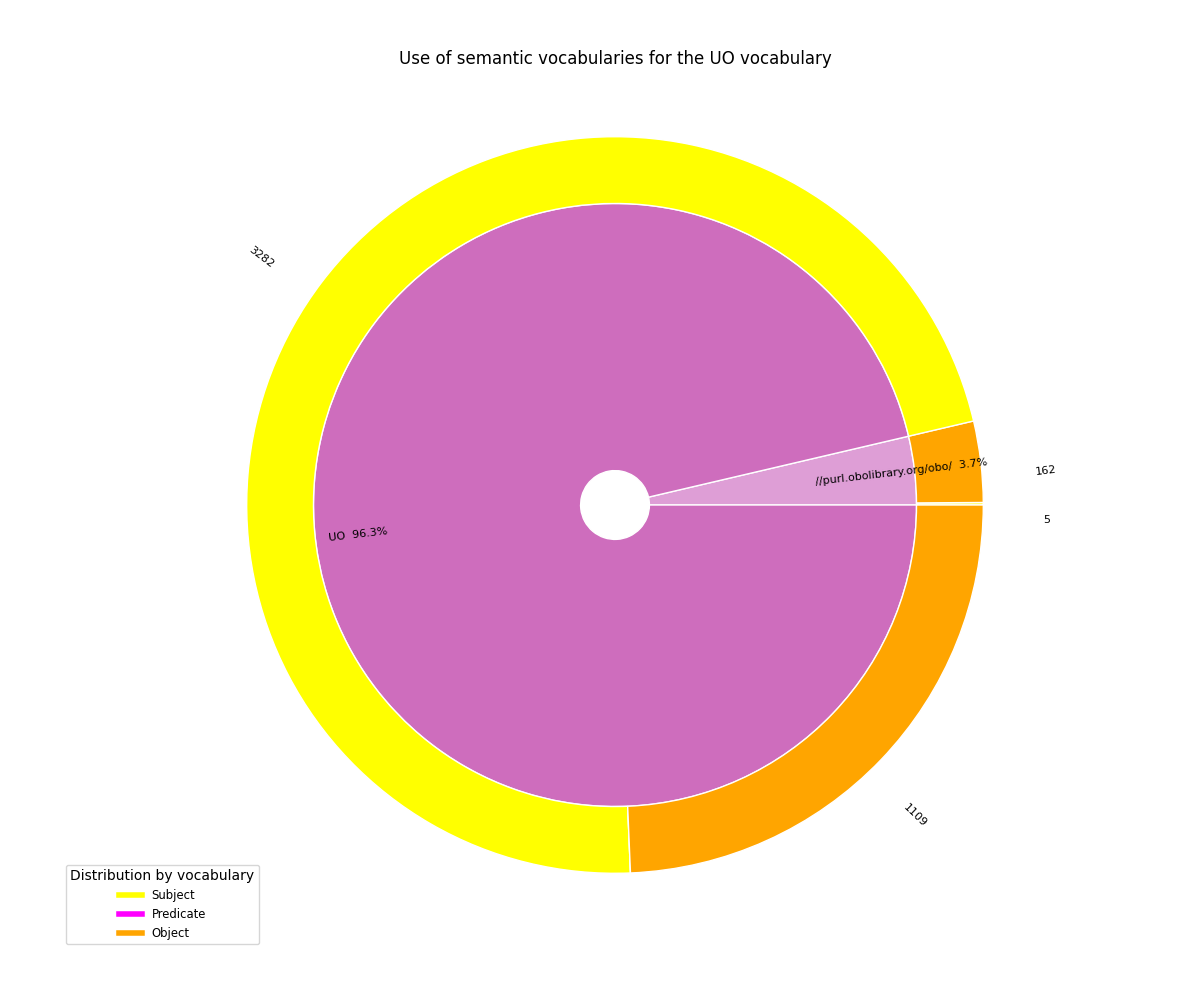 Use of semantic vocabularies for the UO vocabulary
3282
//purl.obolibrary.org/obo/ 3.7%
162
5
UO 96.3%
1109
Distribution by vocabulary
Subject
Predicate
Object